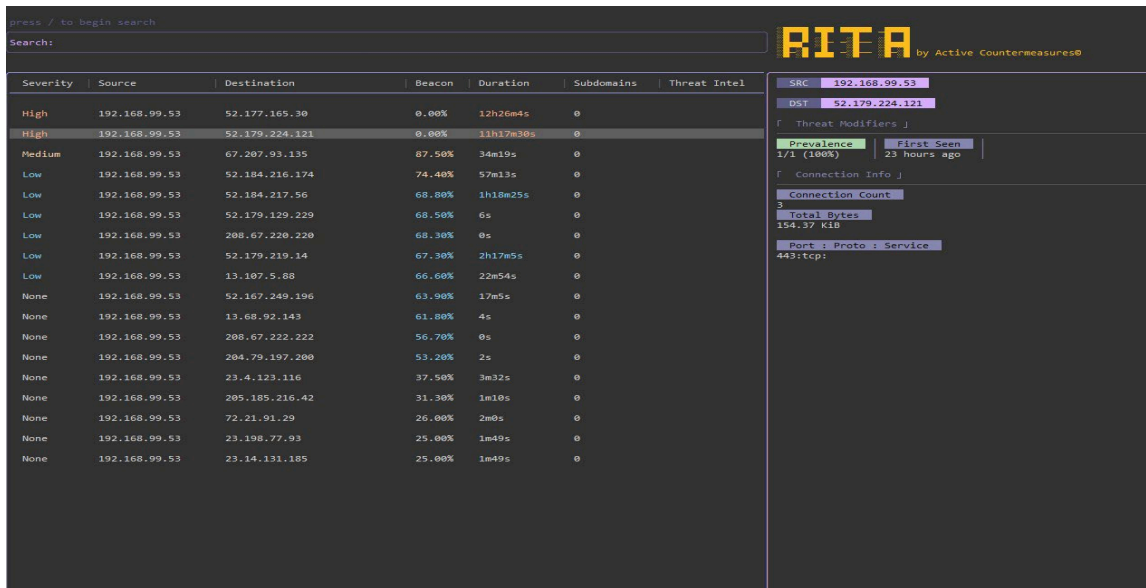 press / to begin search
Search:
RITA by Active Countermeasures©
Severity Source Destination Beacon Duration Subdomains Threat Intel
High 192.168.99.53 52.177.165.30 0.00% 12h26m4s 0
High 192.168.99.53 52.179.224.121 0.00% 11h17m30s 0
Medium 192.168.99.53 67.207.93.135 87.50% 34m19s 0
Low 192.168.99.53 52.184.216.174 74.40% 57m13s 0
Low 192.168.99.53 52.184.217.56 68.80% 1h18m25s 0
Low 192.168.99.53 52.179.129.229 68.50% 6s 0
Low 192.168.99.53 208.67.220.220 68.30% 0s 0
Low 192.168.99.53 52.179.219.14 67.30% 2h17m5s 0
Low 192.168.99.53 13.107.5.88 66.60% 22m54s 0
None 192.168.99.53 52.167.249.196 63.90% 17m5s 0
None 192.168.99.53 13.68.92.143 61.80% 4s 0
None 192.168.99.53 208.67.222.222 56.70% 0s 0
None 192.168.99.53 204.79.197.200 53.20% 2s 0
None 192.168.99.53 23.4.123.116 37.50% 3m32s 0
None 192.168.99.53 205.185.216.42 31.30% 1m10s 0
None 192.168.99.53 72.21.91.29 26.00% 2m0s 0
None 192.168.99.53 23.198.77.93 25.00% 1m49s 0
None 192.168.99.53 23.14.131.185 25.00% 1m49s 0
SRC 192.168.99.53
DST 52.179.224.121
「 Threat Modifiers 」
Prevalence First Seen
1/1 (100%) 23 hours ago
「 Connection Info 」
Connection Count
3
Total Bytes
154.37 KiB
Port : Proto : Service
443:tcp: